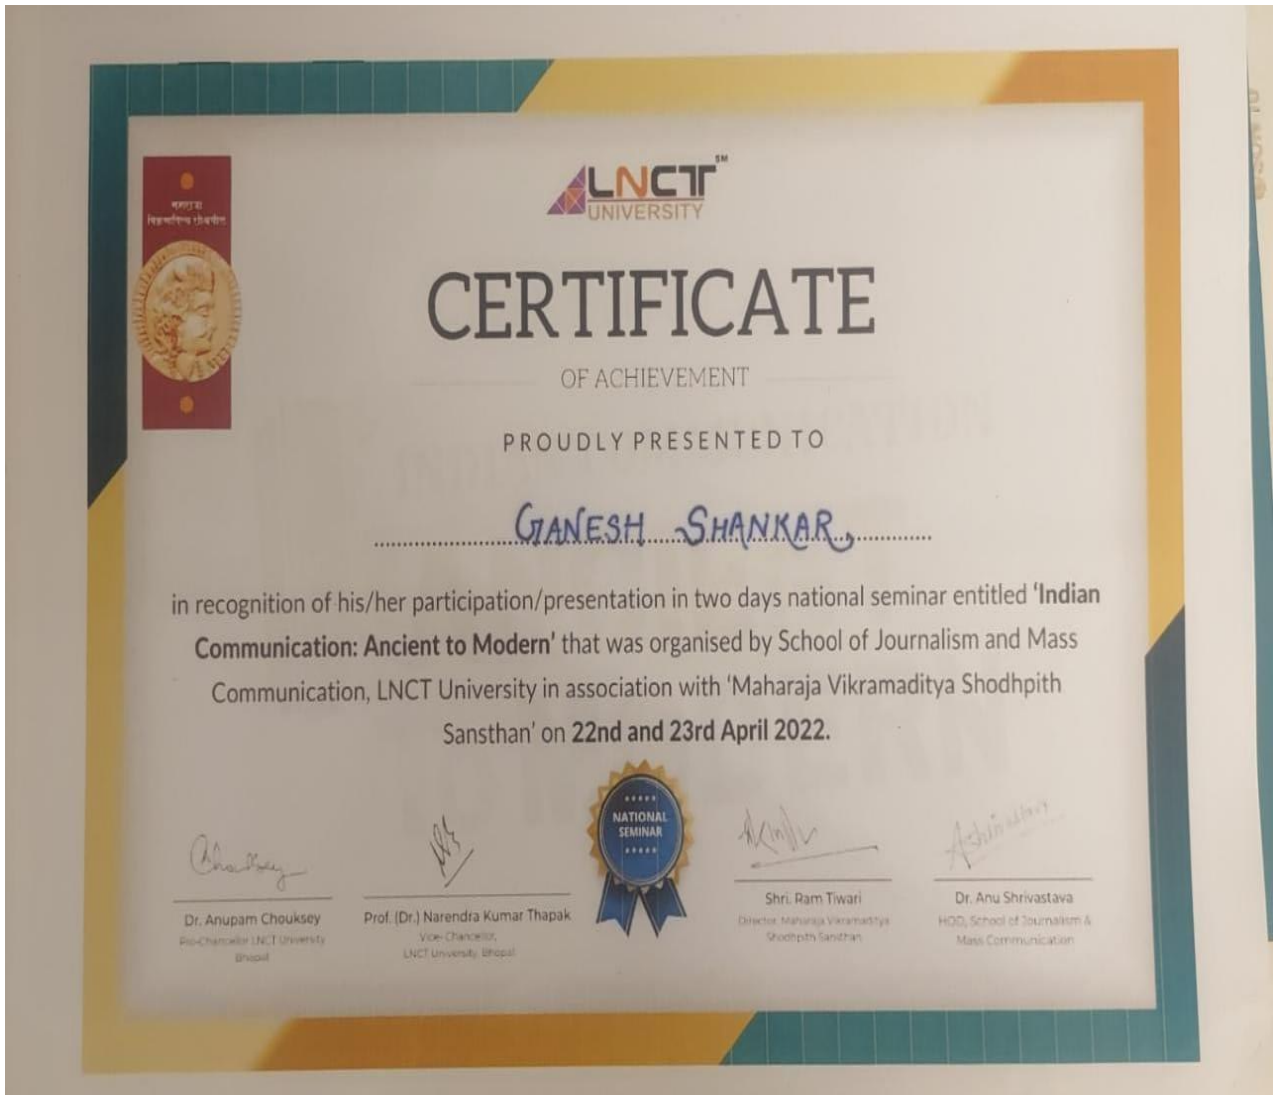 महाराजा
विक्रमादित्य शोधपीठ
LNCT SM
UNIVERSITY
CERTIFICATE
OF ACHIEVEMENT
PROUDLY PRESENTED TO
GANESH SHANKAR
in recognition of his/her participation/presentation in two days national seminar entitled ‘Indian
Communication: Ancient to Modern’ that was organised by School of Journalism and Mass
Communication, LNCT University in association with ‘Maharaja Vikramaditya Shodhpith
Sansthan’ on 22nd and 23rd April 2022.
NATIONAL
SEMINAR
Dr. Anupam Chouksey
Pro-Chancellor LNCT University
Bhopal
Prof. (Dr.) Narendra Kumar Thapak
Vice- Chancellor,
LNCT University, Bhopal
Shri. Ram Tiwari
Director, Maharaja Vikramaditya
Shodhpith Sansthan
Dr. Anu Shrivastava
HOD, School of Journalism &
Mass Communication